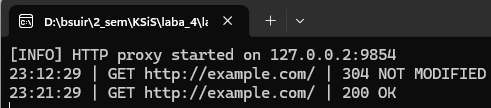 D:\bsuir\2_sem\KSiS\laba_4\la
[INFO] HTTP proxy started on 127.0.0.2:9854
23:12:29 | GET http://example.com/ | 304 NOT MODIFIED
23:21:29 | GET http://example.com/ | 200 OK